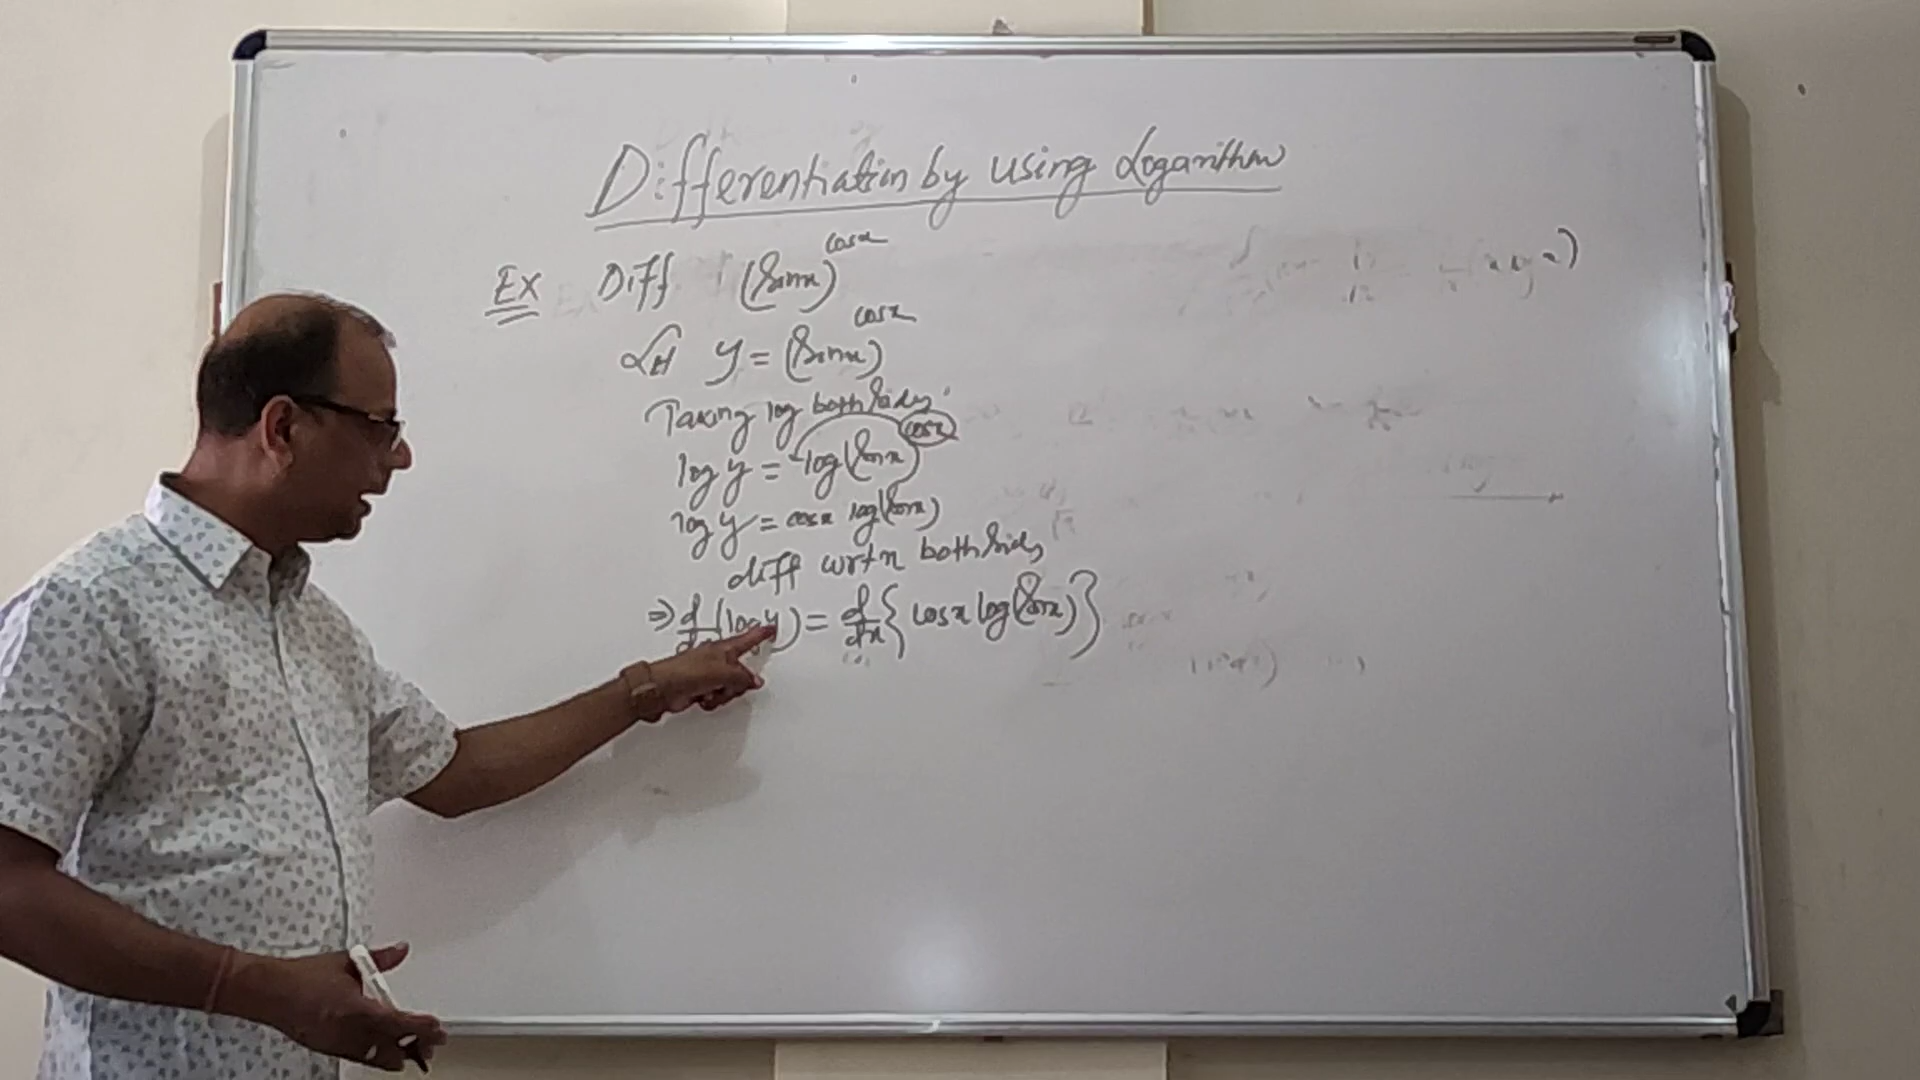 Differentiation by using Logarithm
Ex Diff (sinx)^cosx
Let y = (sinx)^cosx
Taking log both sides
log y = log(sinx)^cosx
log y = cosx log(sinx)
diff wrt x both sides
⇒ d/dx (log y) = d/dx { cosx log(sinx) }